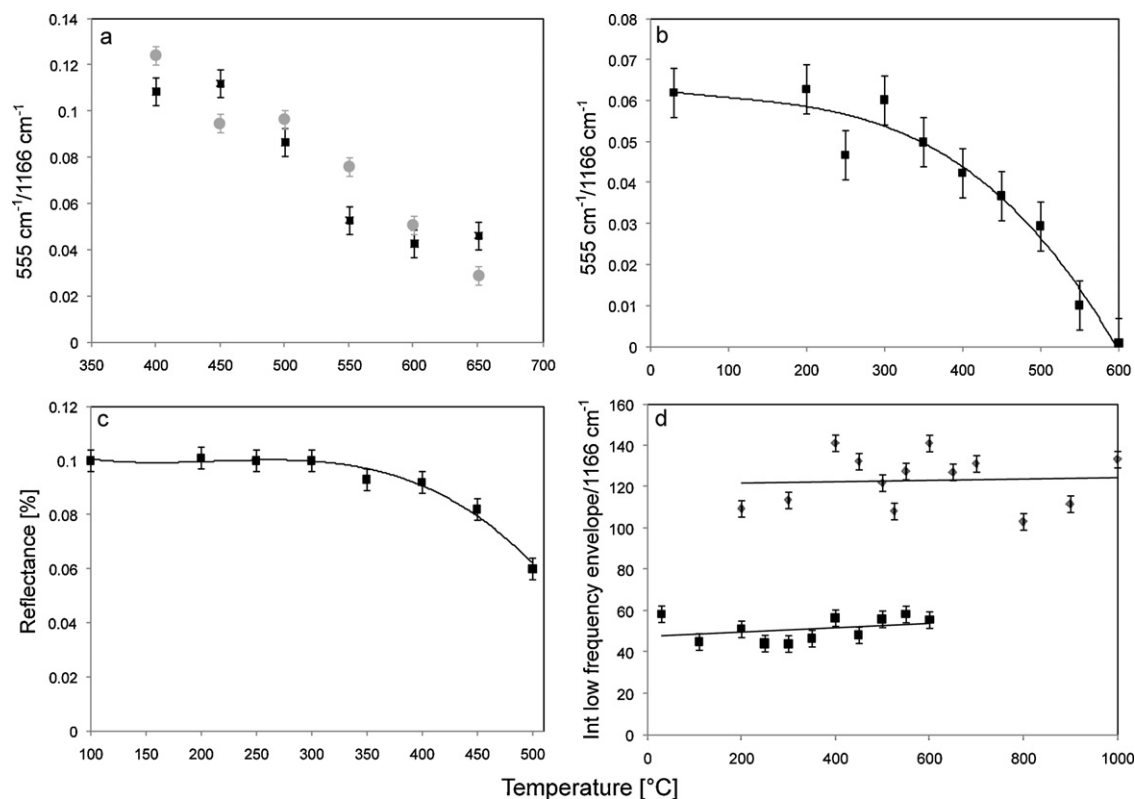 a
0.14
0.12
0.1
0.08
0.06
0.04
0.02
0
350 400 450 500 550 600 650 700
555 cm⁻¹/1166 cm⁻¹
b
0.08
0.07
0.06
0.05
0.04
0.03
0.02
0.01
0
0 100 200 300 400 500 600
555 cm⁻¹/1166 cm⁻¹
c
0.12
0.1
0.08
0.06
0.04
0.02
0
100 150 200 250 300 350 400 450 500
Reflectance [%]
d
160
140
120
100
80
60
40
20
0
0 200 400 600 800 1000
Int low frequency envelope/1166 cm⁻¹
Temperature [°C]